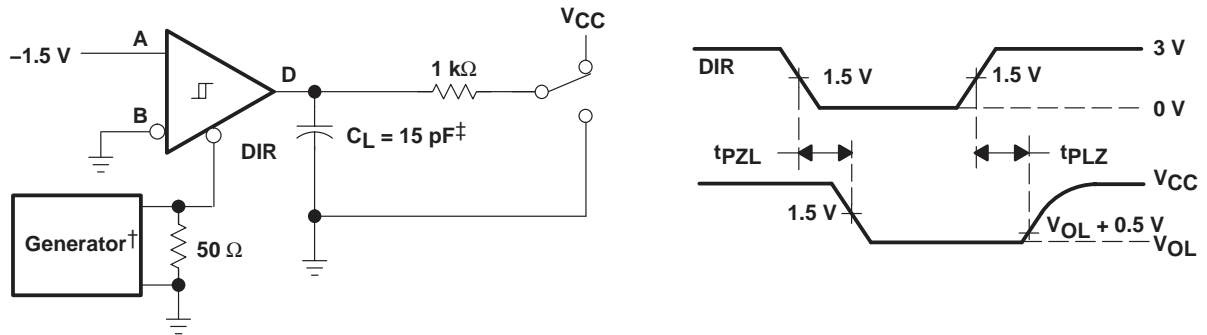 VCC
A
−1.5 V
D
1 kΩ
B
CL = 15 pF‡
DIR
Generator†
50 Ω
DIR
1.5 V
1.5 V
3 V
0 V
tPZL
tPLZ
VCC
1.5 V
VOL + 0.5 V
VOL